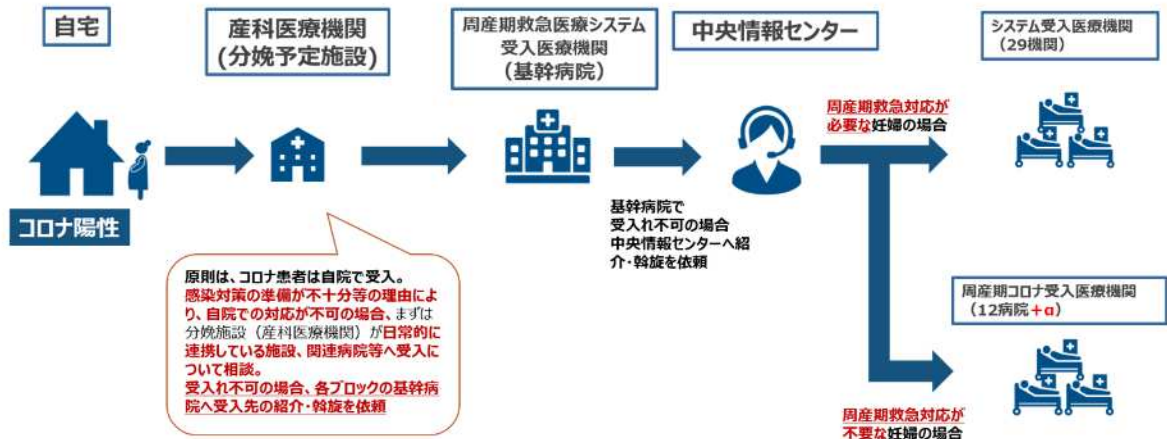 自宅
産科医療機関
(分娩予定施設)
周産期救急医療システム
受入医療機関
（基幹病院）
中央情報センター
システム受入医療機関
（29機関）
周産期救急対応が
必要な妊婦の場合
コロナ陽性
基幹病院で
受入れ不可の場合
中央情報センターへ紹
介・斡旋を依頼
原則は、コロナ患者は自院で受入。
感染対策の準備が不十分等の理由によ
り、自院での対応が不可の場合、まずは
分娩施設（産科医療機関）が日常的に
連携している施設、関連病院等へ受入に
ついて相談。
受入れ不可の場合、各ブロックの基幹病
院へ受入先の紹介・斡旋を依頼
周産期コロナ受入医療機関
（12病院+α）
周産期救急対応が
不要な妊婦の場合